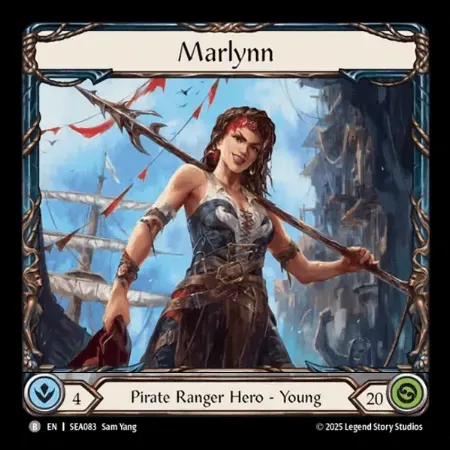 Marlynn
4 Pirate Ranger Hero - Young 20
B EN | SEA083 Sam Yang © 2025 Legend Story Studios